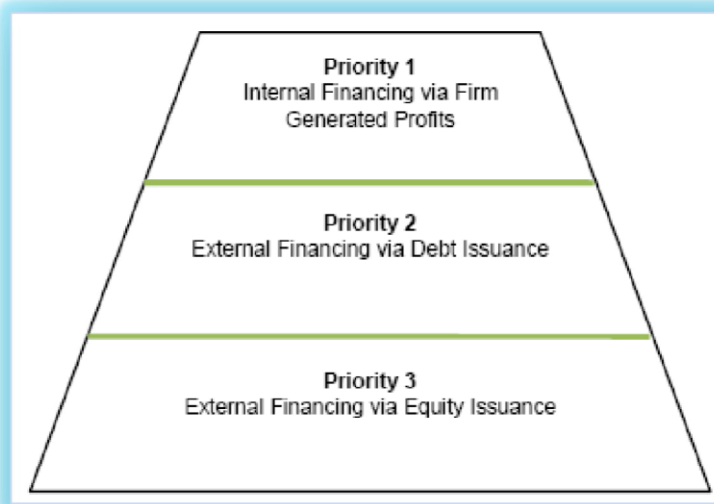 Priority 1
Internal Financing via Firm
Generated Profits
Priority 2
External Financing via Debt Issuance
Priority 3
External Financing via Equity Issuance